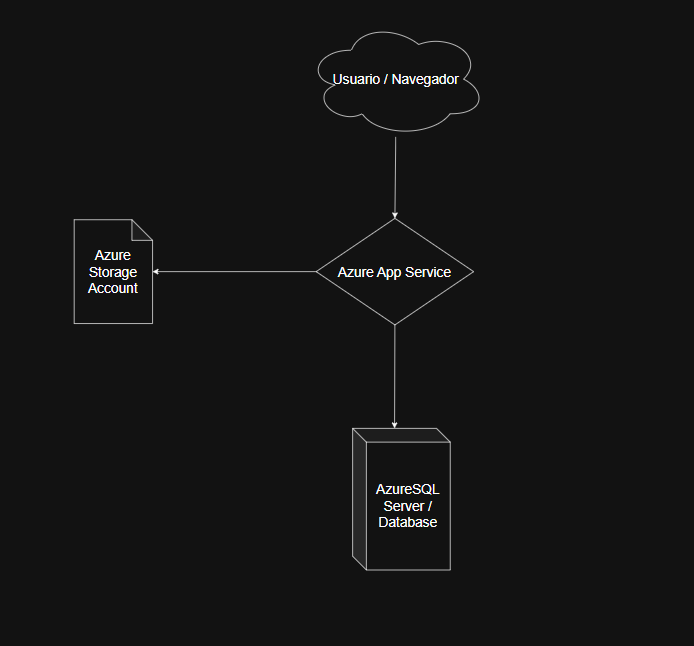 Usuario / Navegador
Azure
Storage
Account
Azure App Service
AzureSQL
Server /
Database